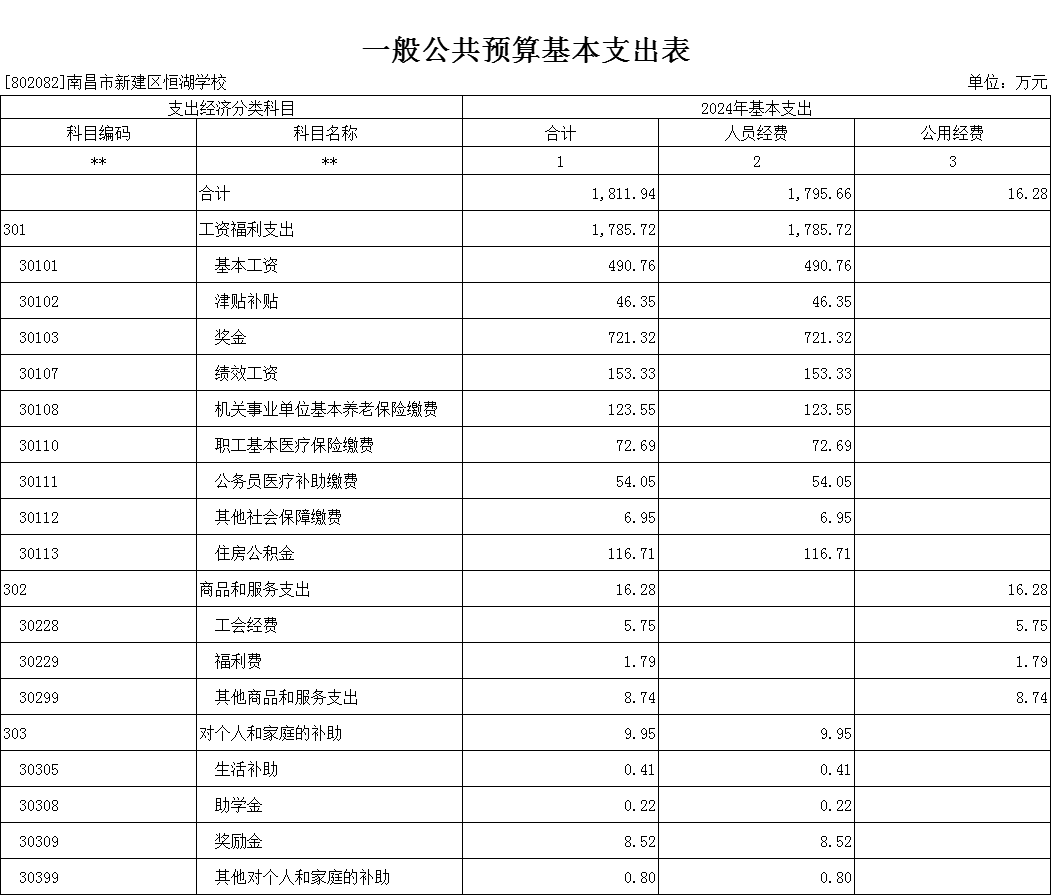 一般公共预算基本支出表
[802082]南昌市新建区恒湖学校 单位：万元
支出经济分类科目 2024年基本支出
科目编码 科目名称 合计 人员经费 公用经费
** ** 1 2 3
合计 1,811.94 1,795.66 16.28
301 工资福利支出 1,785.72 1,785.72
30101 基本工资 490.76 490.76
30102 津贴补贴 46.35 46.35
30103 奖金 721.32 721.32
30107 绩效工资 153.33 153.33
30108 机关事业单位基本养老保险缴费 123.55 123.55
30110 职工基本医疗保险缴费 72.69 72.69
30111 公务员医疗补助缴费 54.05 54.05
30112 其他社会保障缴费 6.95 6.95
30113 住房公积金 116.71 116.71
302 商品和服务支出 16.28 16.28
30228 工会经费 5.75 5.75
30229 福利费 1.79 1.79
30299 其他商品和服务支出 8.74 8.74
303 对个人和家庭的补助 9.95 9.95
30305 生活补助 0.41 0.41
30308 助学金 0.22 0.22
30309 奖励金 8.52 8.52
30399 其他对个人和家庭的补助 0.80 0.80